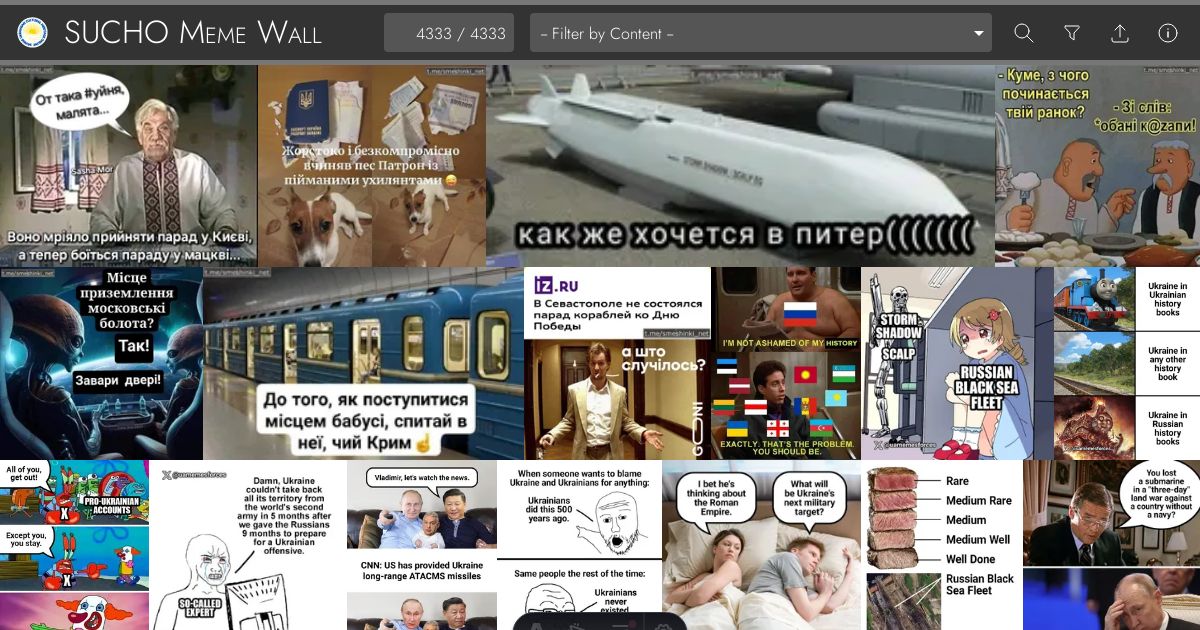 SUCHO Meme Wall
4333 / 4333
– Filter by Content –
t.me/smeshinki_net
От така #уйня,
малята...
Sasha Mor
Воно мріяло прийняти парад у Києві,
а тепер боїться параду у мацкві...
Жорстоко і безкомпромісно
вчиняв пес Патрон із
пійманими ухилянтами 😄
t.me/smeshinki_net
STORM SHADOW / SCALP EG
как же хочется в питер(((((((
t.me/smeshinki_net
- Куме, з чого
починається
твій ранок?
- Зі слів:
*обані к@zапи!
t.me/smeshinki_net
Місце
приземлення
московські
болота?
Так!
Завари двері!
t.me/smeshinki_net
До того, як поступитися
місцем бабусі, спитай в
неї, чий Крим☝
iz.RU
В Севастополе не состоялся
парад кораблей ко Дню
Победы
t.me/smeshinki_net
а што
случілось?
I'M NOT ASHAMED OF MY HISTORY
EXACTLY. THAT'S THE PROBLEM.
YOU SHOULD BE.
STORM
SHADOW
/
SCALP
RUSSIAN
BLACK SEA
FLEET
X @uamemesforces
Ukraine in
Ukrainian
history
books
Ukraine in
any other
history
book
Ukraine in
Russian
history
books
All of you,
get out!
PRO-UKRAINIAN
ACCOUNTS
X
Except you,
you stay.
X
X @uamemesforces
Damn, Ukraine
couldn't take back
all its territory from
the world's second
army in 5 months after
we gave the Russians
9 months to prepare
for a Ukrainian
offensive.
SO-CALLED
EXPERT
Vladimir, let's watch the news.
CNN: US has provided Ukraine
long-range ATACMS missiles
When someone wants to blame
Ukraine and Ukrainians for anything:
Ukrainians
did this 500
years ago.
Same people the rest of the time:
Ukrainians
never
existed
I bet he's
thinking about
the Roman
Empire.
What will
be Ukraine's
next military
target?
Rare
Medium Rare
Medium
Medium Well
Well Done
Russian Black
Sea Fleet
You lost
a submarine
in a "three-day"
land war against
a country without
a navy?